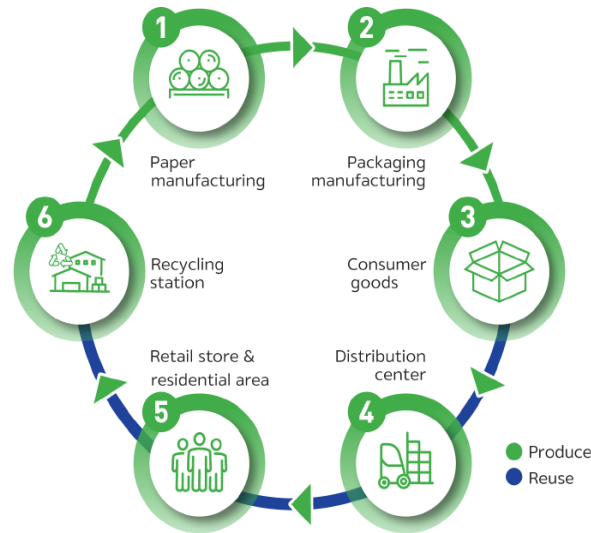 1
Paper
manufacturing
2
Packaging
manufacturing
3
Consumer
goods
4
Distribution
center
5
Retail store &
residential area
6
Recycling
station
Produce
Reuse